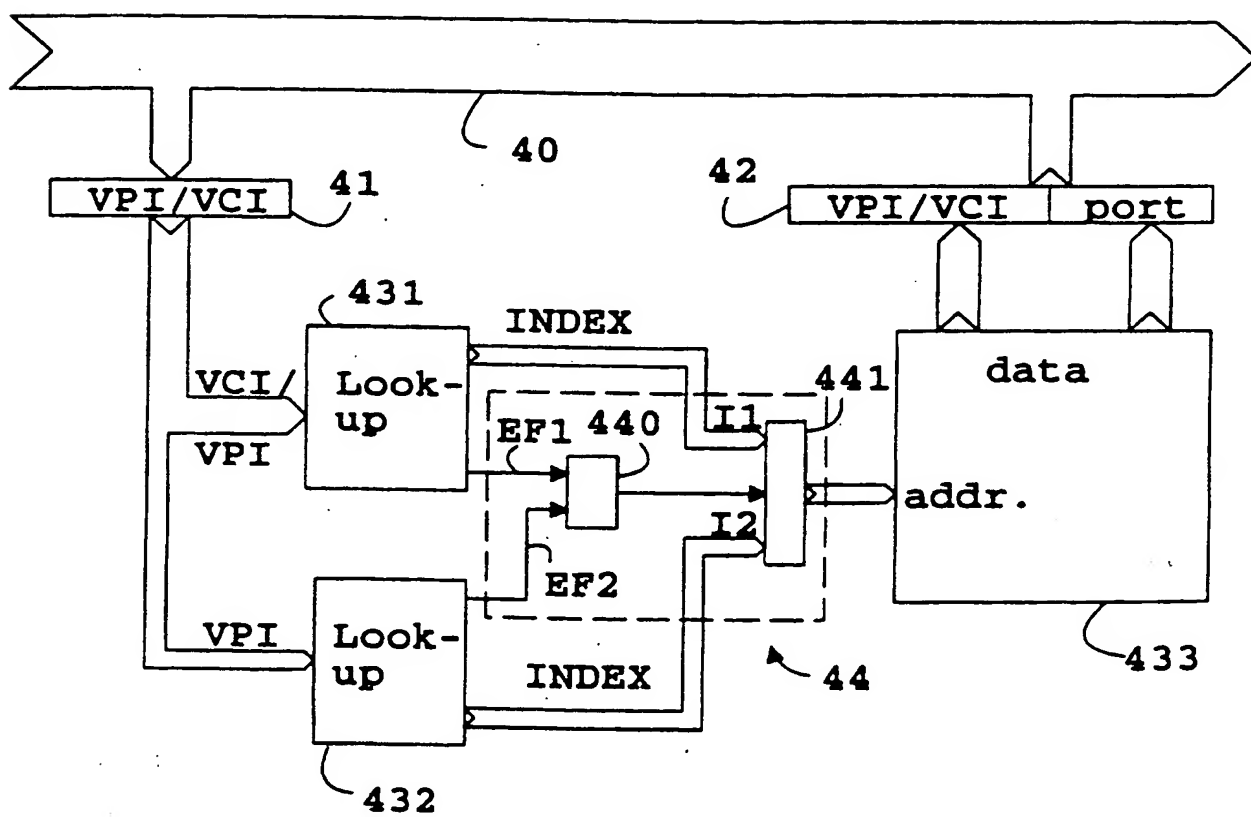 40
VPI/VCI 41
42 VPI/VCI port
431
INDEX
441
data
VCI/
VPI
Look-
up
EF1
440
I1
addr.
I2
EF2
VPI
Look-
up
INDEX
44
433
432